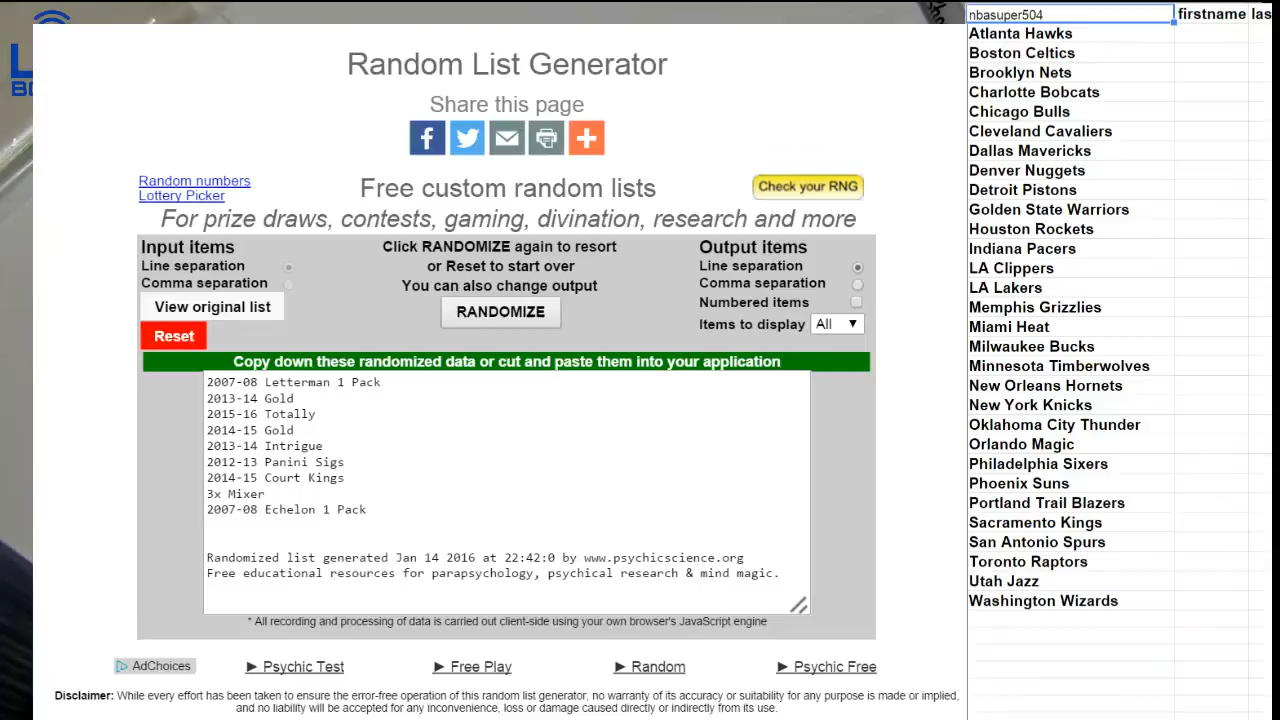 Random List Generator
Share this page
Random numbers
Lottery Picker
Free custom random lists
Check your RNG
For prize draws, contests, gaming, divination, research and more
Input items
Line separation
Comma separation
View original list
Reset
Click RANDOMIZE again to resort
or Reset to start over
You can also change output
RANDOMIZE
Output items
Line separation
Comma separation
Numbered items
Items to display All
Copy down these randomized data or cut and paste them into your application
2007-08 Letterman 1 Pack
2013-14 Gold
2015-16 Totally
2014-15 Gold
2013-14 Intrigue
2012-13 Panini Sigs
2014-15 Court Kings
3x Mixer
2007-08 Echelon 1 Pack
Randomized list generated Jan 14 2016 at 22:42:0 by www.psychicscience.org
Free educational resources for parapsychology, psychical research & mind magic.
* All recording and processing of data is carried out client-side using your own browser's JavaScript engine
AdChoices
► Psychic Test
► Free Play
► Random
► Psychic Free
Disclaimer: While every effort has been taken to ensure the error-free operation of this random list generator, no warranty of its accuracy or suitability for any purpose is made or implied,
and no liability will be accepted for any inconvenience, loss or damage caused directly or indirectly from its use.
nbasuper504 firstname las
Atlanta Hawks
Boston Celtics
Brooklyn Nets
Charlotte Bobcats
Chicago Bulls
Cleveland Cavaliers
Dallas Mavericks
Denver Nuggets
Detroit Pistons
Golden State Warriors
Houston Rockets
Indiana Pacers
LA Clippers
LA Lakers
Memphis Grizzlies
Miami Heat
Milwaukee Bucks
Minnesota Timberwolves
New Orleans Hornets
New York Knicks
Oklahoma City Thunder
Orlando Magic
Philadelphia Sixers
Phoenix Suns
Portland Trail Blazers
Sacramento Kings
San Antonio Spurs
Toronto Raptors
Utah Jazz
Washington Wizards